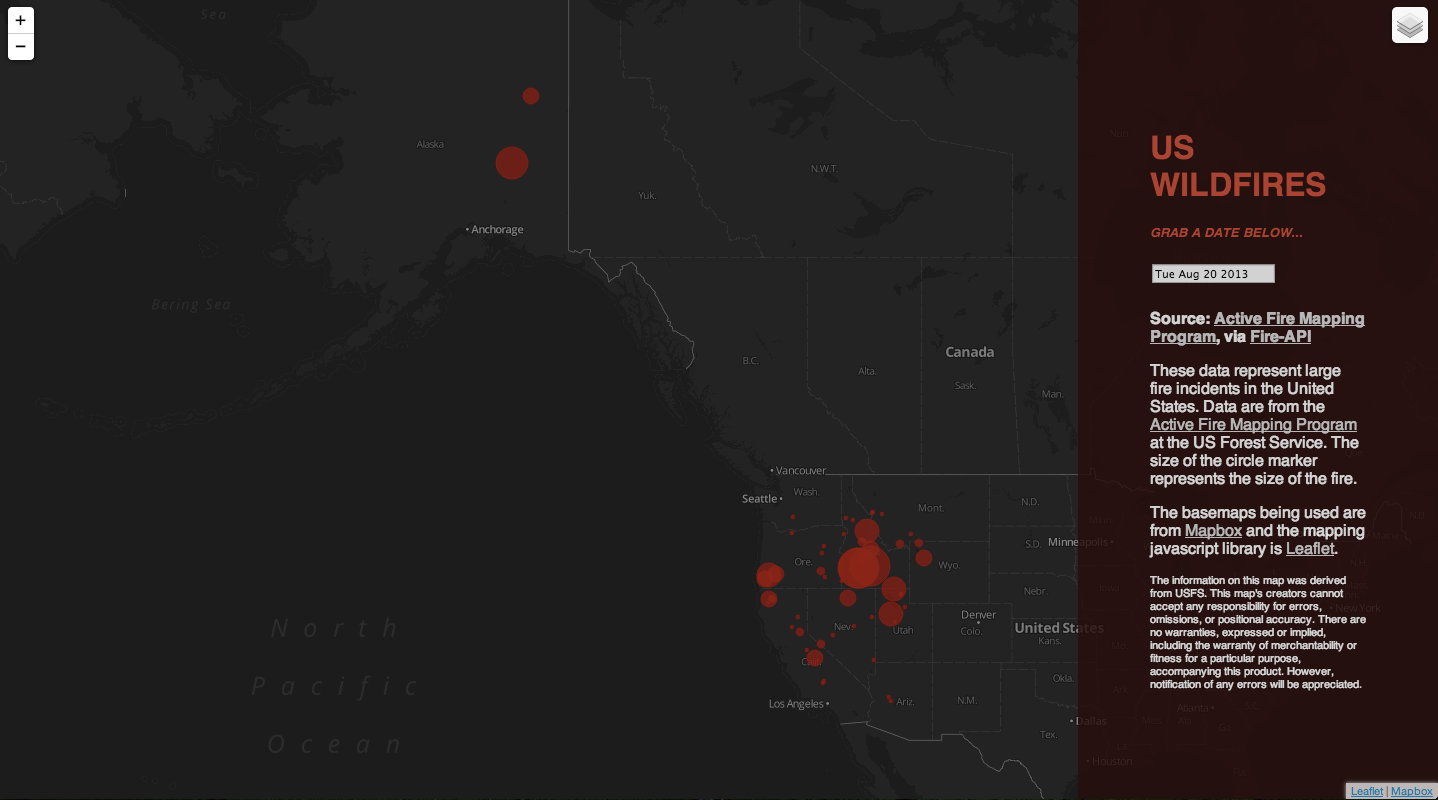 +
−
Sea
Alaska
N.W.T.
Yuk.
• Anchorage
Bering Sea
Canada
B.C.
Alta.
Sask.
Man.
• Vancouver
Wash.
Seattle •
Mont.
N.D.
S.D.
Minneapolis •
Ore.
Wyo.
Nebr.
Iowa
Denver
Nev.
Utah
Colo.
United States
Kans.
Calif.
Okla.
Los Angeles •
Ariz.
N.M.
• Dallas
Tex.
• Houston
• New York
Atlanta •
North
Pacific
Ocean
US
WILDFIRES
GRAB A DATE BELOW...
Tue Aug 20 2013
Source: Active Fire Mapping
Program, via Fire-API
These data represent large
fire incidents in the United
States. Data are from the
Active Fire Mapping Program
at the US Forest Service. The
size of the circle marker
represents the size of the fire.
The basemaps being used are
from Mapbox and the mapping
javascript library is Leaflet.
The information on this map was derived
from USFS. This map's creators cannot
accept any responsibility for errors,
omissions, or positional accuracy. There are
no warranties, expressed or implied,
including the warranty of merchantability or
fitness for a particular purpose,
accompanying this product. However,
notification of any errors will be appreciated.
Leaflet | Mapbox